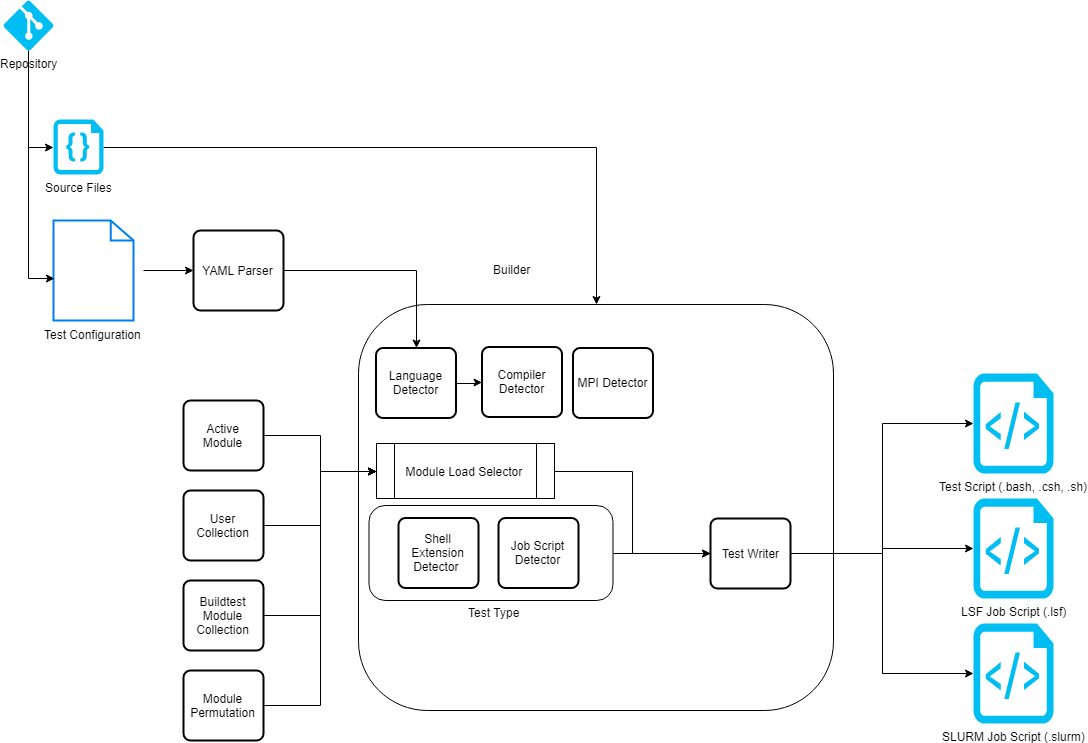 Repository
{}
Source Files
Test Configuration
YAML Parser
Builder
Language
Detector
Compiler
Detector
MPI Detector
Active
Module
User
Collection
Buildtest
Module
Collection
Module
Permutation
Module Load Selector
Shell
Extension
Detector
Job Script
Detector
Test Type
Test Writer
</>
Test Script (.bash, .csh, .sh)
</>
LSF Job Script (.lsf)
</>
SLURM Job Script (.slurm)